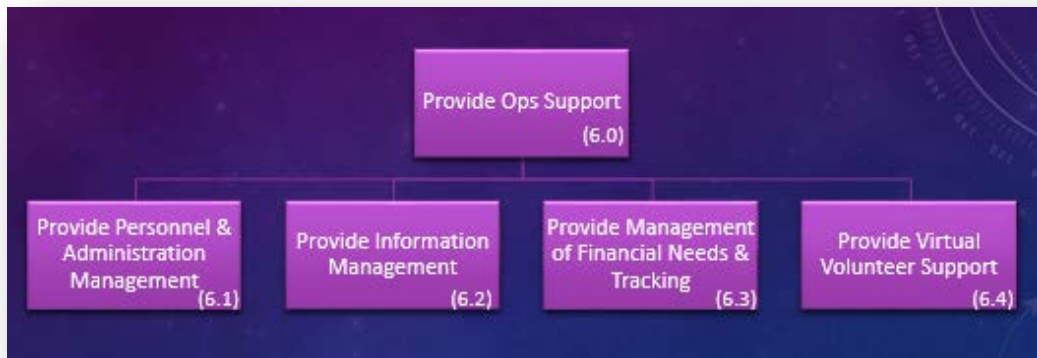 Provide Ops Support
(6.0)
Provide Personnel &
Administration
Management
(6.1)
Provide Information
Management
(6.2)
Provide Management
of Financial Needs &
Tracking
(6.3)
Provide Virtual
Volunteer Support
(6.4)